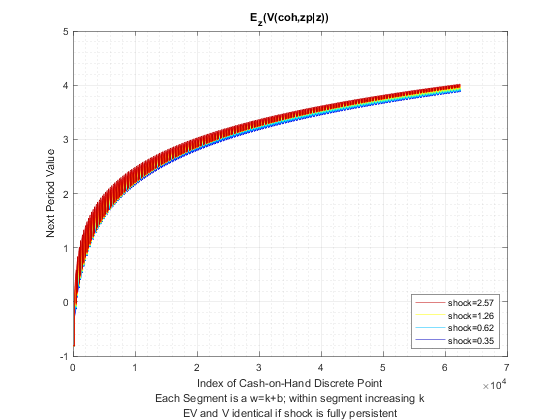 E_z(V(coh,zp|z))
5
4
3
2
1
0
-1
Next Period Value
shock=2.57
shock=1.26
shock=0.62
shock=0.35
0 1 2 3 4 5 6 7
×10^4
Index of Cash-on-Hand Discrete Point
Each Segment is a w=k+b; within segment increasing k
EV and V identical if shock is fully persistent